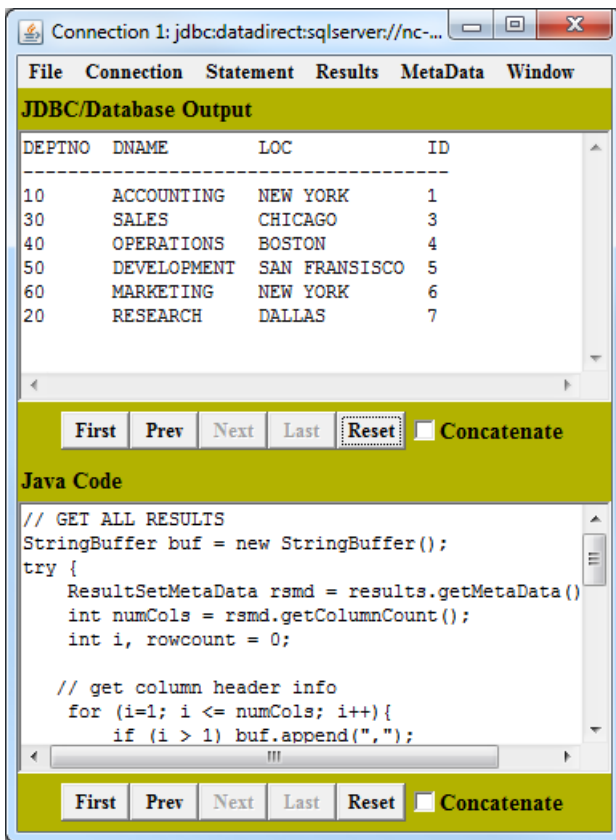 Connection 1: jdbc:datadirect:sqlserver://nc-...
File Connection Statement Results MetaData Window
JDBC/Database Output
DEPTNO DNAME LOC ID
----------------------------------------
10 ACCOUNTING NEW YORK 1
30 SALES CHICAGO 3
40 OPERATIONS BOSTON 4
50 DEVELOPMENT SAN FRANSISCO 5
60 MARKETING NEW YORK 6
20 RESEARCH DALLAS 7
First Prev Next Last Reset Concatenate
Java Code
// GET ALL RESULTS
StringBuffer buf = new StringBuffer();
try {
ResultSetMetaData rsmd = results.getMetaData()
int numCols = rsmd.getColumnCount();
int i, rowcount = 0;
// get column header info
for (i=1; i <= numCols; i++){
if (i > 1) buf.append(",");
First Prev Next Last Reset Concatenate